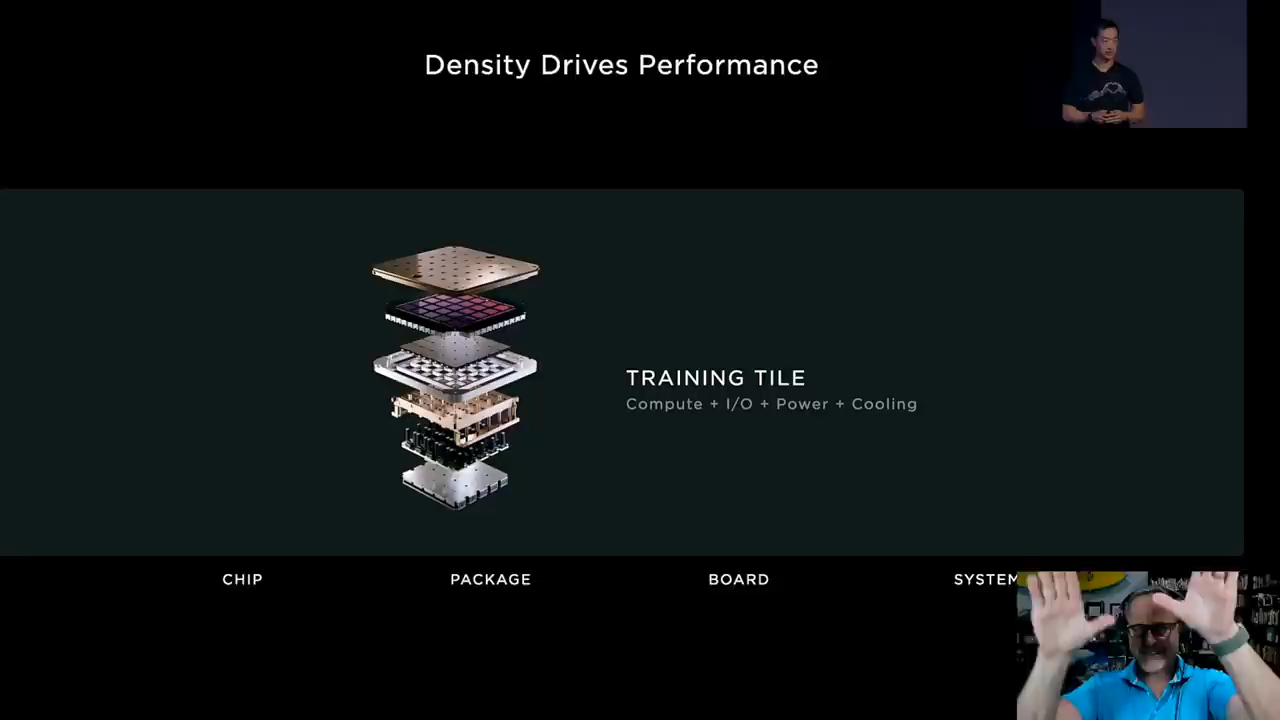 Density Drives Performance
TRAINING TILE
Compute + I/O + Power + Cooling
CHIP
PACKAGE
BOARD
SYSTEM